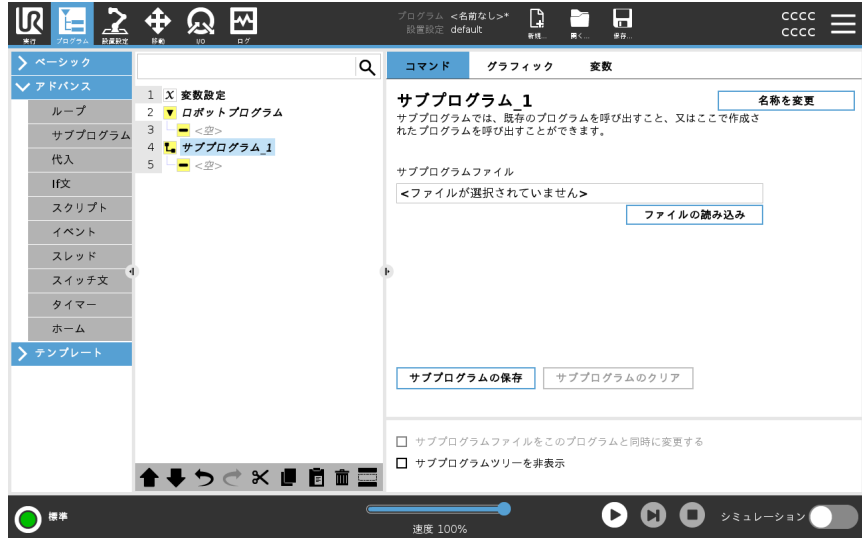 UR
実行
プログラム
設置設定
移動
I/O
ログ
プログラム <名前なし>*
設置設定 default
新規...
開く...
保存...
CCCC
CCCC
ベーシック
アドバンス
ループ
サブプログラム
代入
If文
スクリプト
イベント
スレッド
スイッチ文
タイマー
ホーム
テンプレート
1 X 変数設定
2 ロボットプログラム
3 <空>
4 サブプログラム_1
5 <空>
コマンド グラフィック 変数
サブプログラム_1
名称を変更
サブプログラムでは、既存のプログラムを呼び出すこと、又はここで作成さ
れたプログラムを呼び出すことができます。
サブプログラムファイル
<ファイルが選択されていません>
ファイルの読み込み
サブプログラムの保存
サブプログラムのクリア
サブプログラムファイルをこのプログラムと同時に変更する
サブプログラムツリーを非表示
標準
速度 100%
シミュレーション